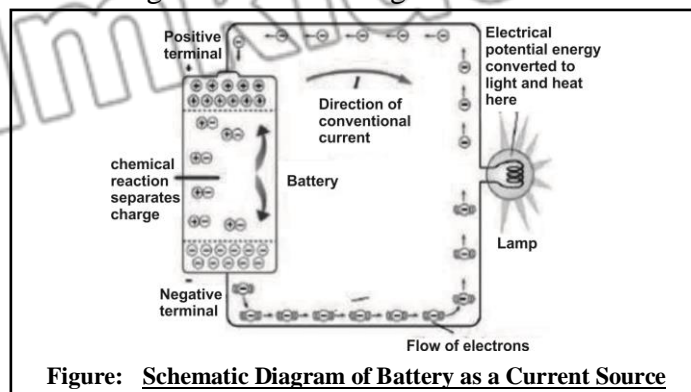 Positive
terminal
+
Electrical
potential energy
converted to
light and heat
here
I
Direction of
conventional
current
chemical
reaction
separates
charge
Battery
Lamp
-
Negative
terminal
Flow of electrons
Figure: Schematic Diagram of Battery as a Current Source